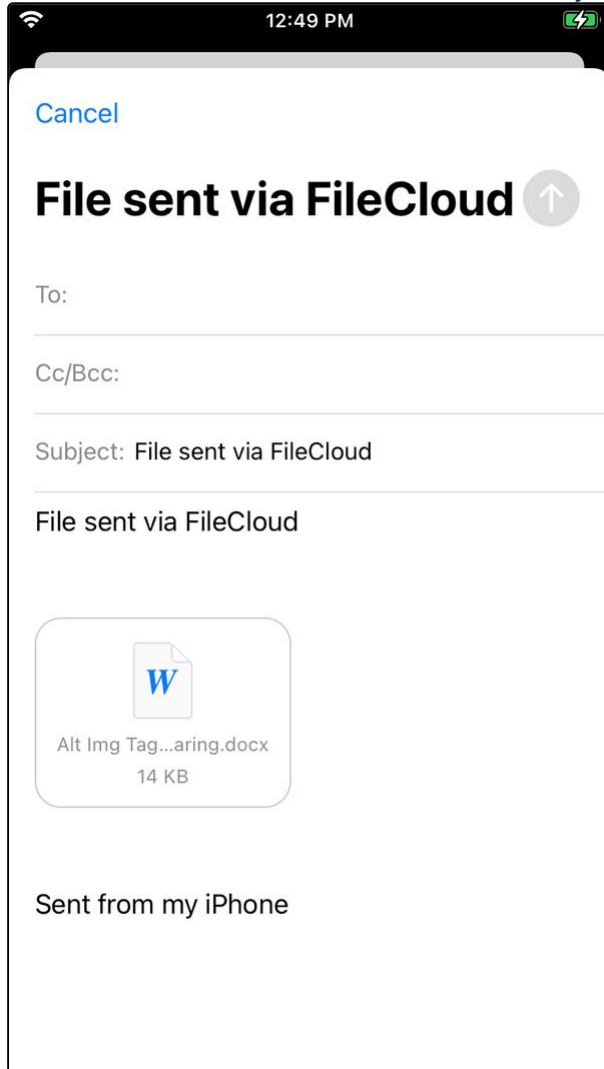 12:49 PM
Cancel
File sent via FileCloud
To:
Cc/Bcc:
Subject: File sent via FileCloud
File sent via FileCloud
W
Alt Img Tag...aring.docx
14 KB
Sent from my iPhone